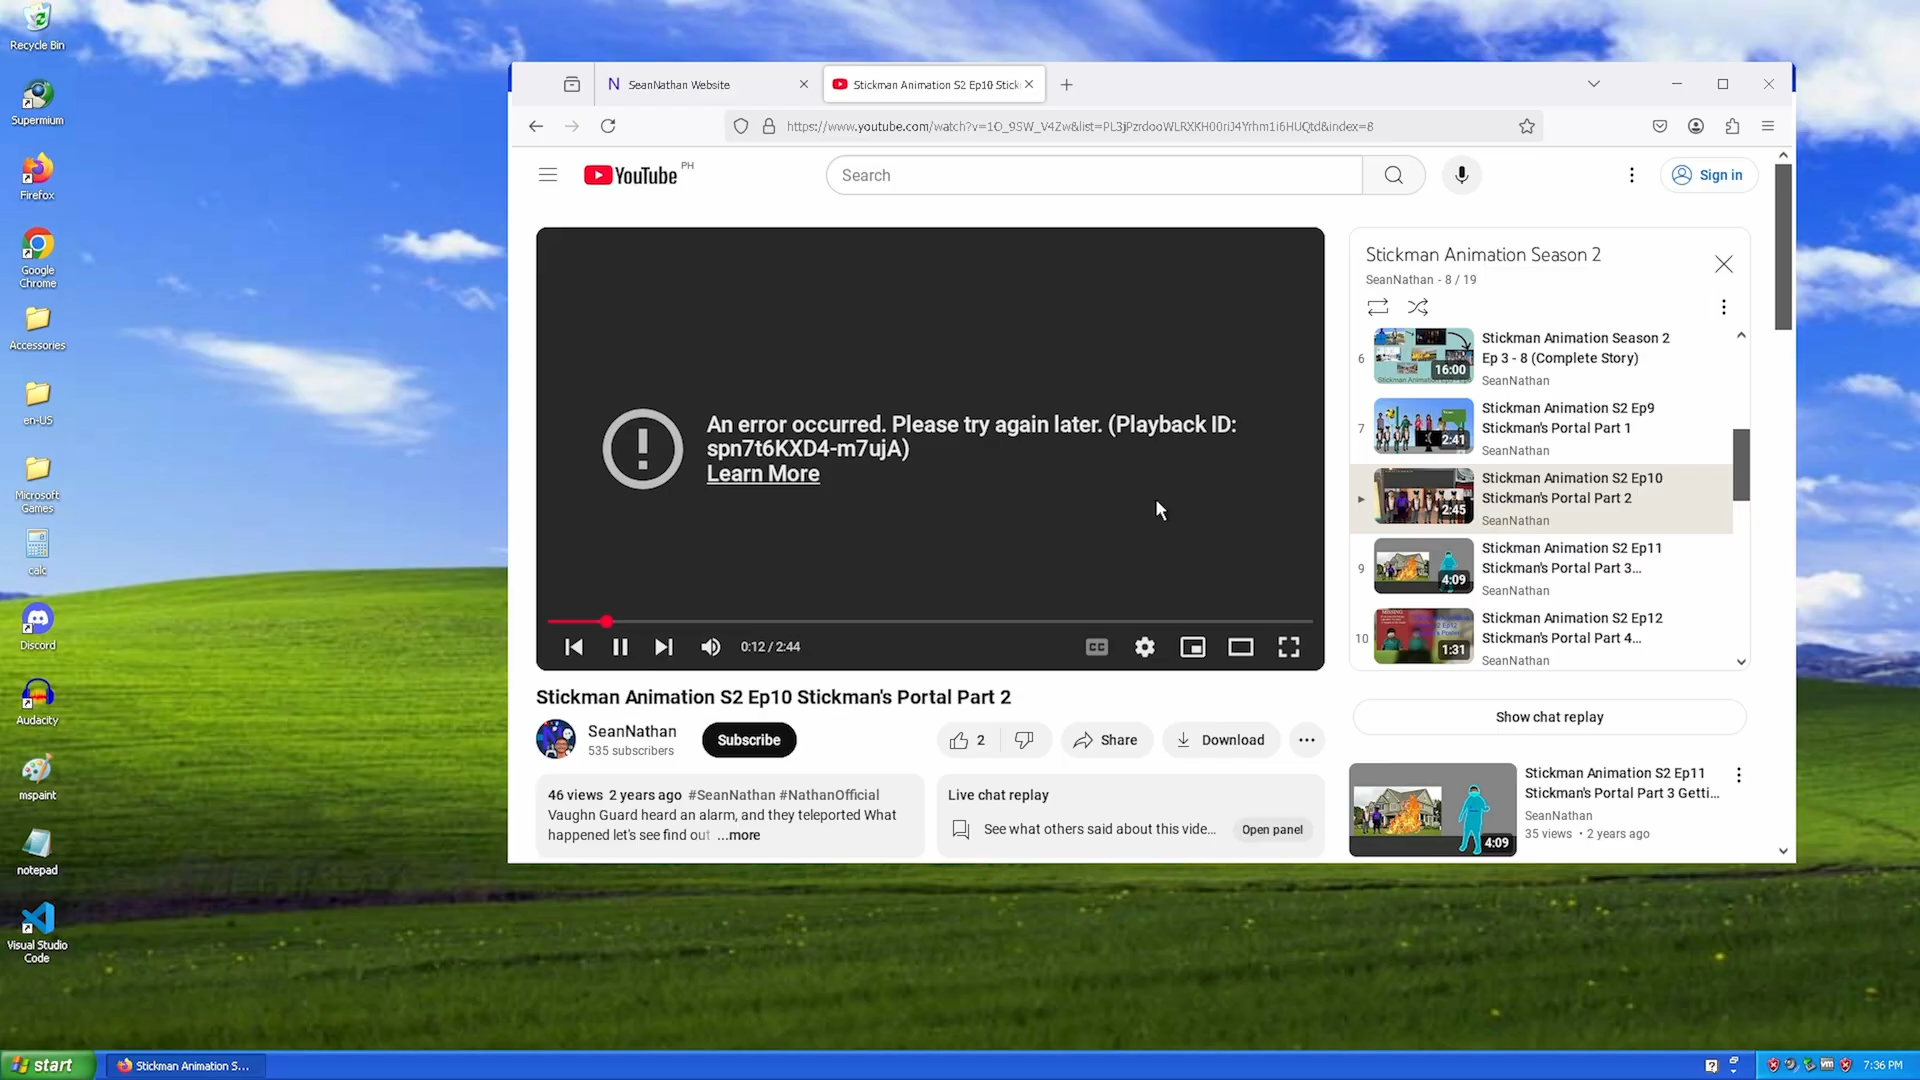 Recycle Bin
Supermium
Firefox
Google
Chrome
Accessories
en-US
Microsoft
Games
calc
Discord
Audacity
mspaint
notepad
Visual Studio
Code
SeanNathan Website
Stickman Animation S2 Ep10 Stick
https://www.youtube.com/watch?v=1O_9SW_V4Zw&list=PL3jPzrdooWLRXKH00riJ4Yrhm1i6HUQtd&index=8
YouTube PH
Search
Sign in
An error occurred. Please try again later. (Playback ID:
spn7t6KXD4-m7ujA)
Learn More
0:12 / 2:44
CC
Stickman Animation S2 Ep10 Stickman's Portal Part 2
SeanNathan
535 subscribers
Subscribe
2
Share
Download
46 views 2 years ago #SeanNathan #NathanOfficial
Vaughn Guard heard an alarm, and they teleported What
happened let's see find out ...more
Live chat replay
See what others said about this vide...
Open panel
Stickman Animation Season 2
SeanNathan - 8 / 19
6
16:00
Stickman Animation Season 2
Ep 3 - 8 (Complete Story)
SeanNathan
7
2:41
Stickman Animation S2 Ep9
Stickman's Portal Part 1
SeanNathan
2:45
Stickman Animation S2 Ep10
Stickman's Portal Part 2
SeanNathan
9
4:09
Stickman Animation S2 Ep11
Stickman's Portal Part 3...
SeanNathan
10
1:31
Stickman Animation S2 Ep12
Stickman's Portal Part 4...
SeanNathan
Show chat replay
4:09
Stickman Animation S2 Ep11
Stickman's Portal Part 3 Getti...
SeanNathan
35 views • 2 years ago
start
Stickman Animation S...
7:36 PM